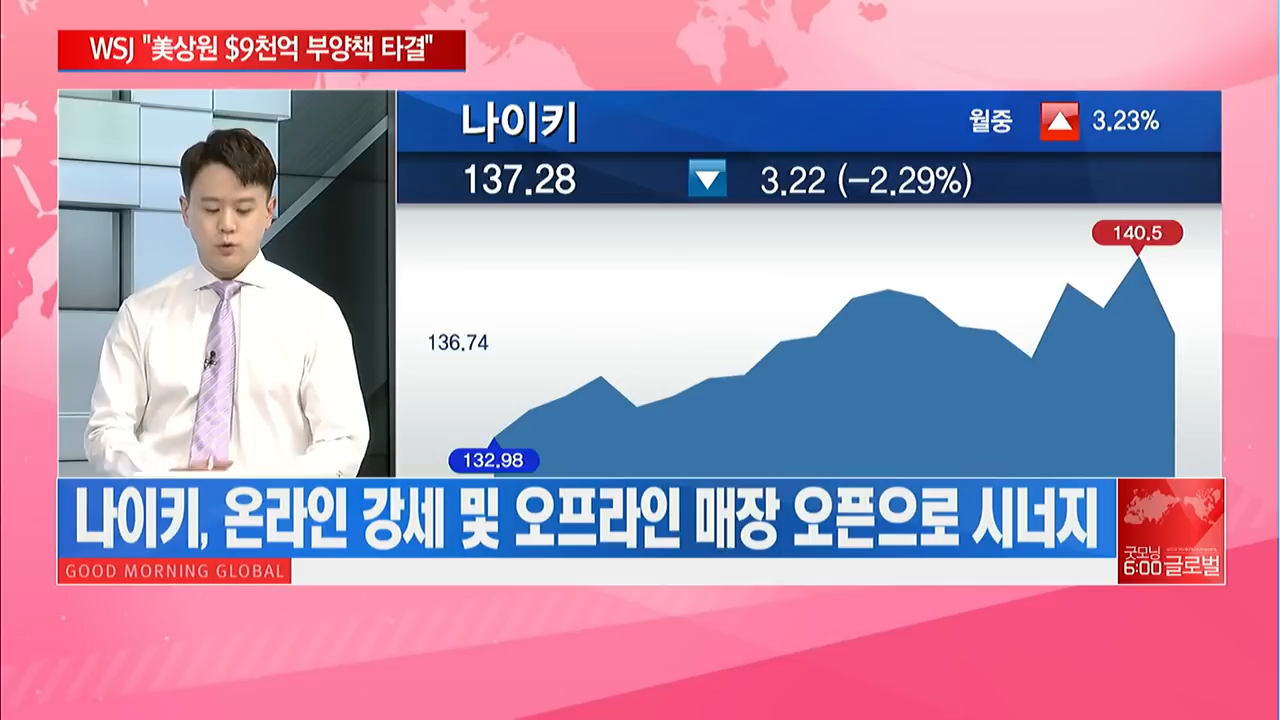 WSJ "美상원 $9천억 부양책 타결"
나이키
월중 ▲ 3.23%
137.28 ▼ 3.22 (-2.29%)
140.5
136.74
132.98
나이키, 온라인 강세 및 오프라인 매장 오픈으로 시너지
GOOD MORNING GLOBAL
굿모닝
6:00 글로벌